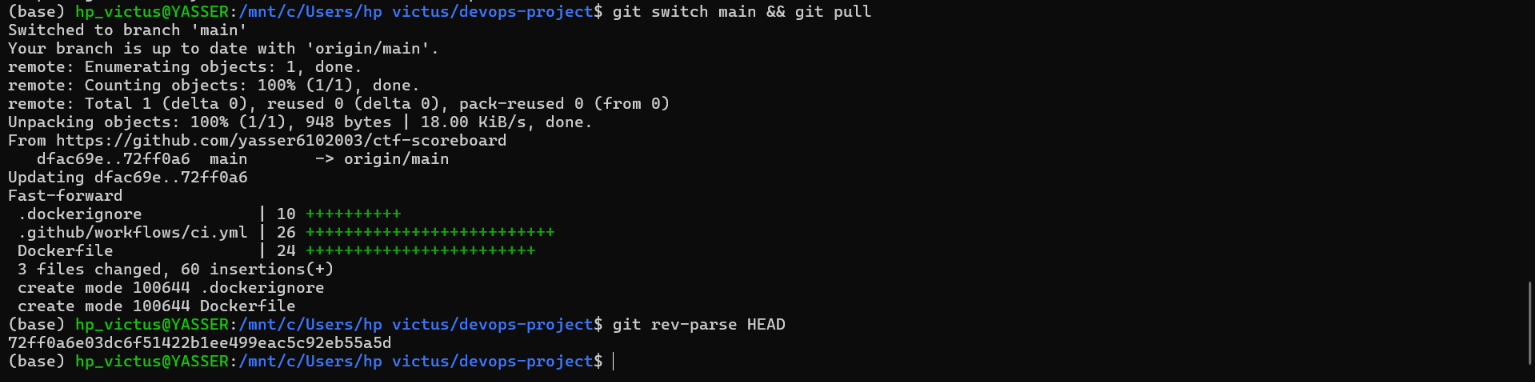 (base) hp_victus@YASSER:/mnt/c/Users/hp victus/devops-project$ git switch main && git pull
Switched to branch 'main'
Your branch is up to date with 'origin/main'.
remote: Enumerating objects: 1, done.
remote: Counting objects: 100% (1/1), done.
remote: Total 1 (delta 0), reused 0 (delta 0), pack-reused 0 (from 0)
Unpacking objects: 100% (1/1), 948 bytes | 18.00 KiB/s, done.
From https://github.com/yasser6102003/ctf-scoreboard
   dfac69e..72ff0a6  main       -> origin/main
Updating dfac69e..72ff0a6
Fast-forward
 .dockerignore            | 10 ++++++++++
 .github/workflows/ci.yml | 26 ++++++++++++++++++++++++++
 Dockerfile               | 24 ++++++++++++++++++++++++
 3 files changed, 60 insertions(+)
 create mode 100644 .dockerignore
 create mode 100644 Dockerfile
(base) hp_victus@YASSER:/mnt/c/Users/hp victus/devops-project$ git rev-parse HEAD
72ff0a6e03dc6f51422b1ee499eac5c92eb55a5d
(base) hp_victus@YASSER:/mnt/c/Users/hp victus/devops-project$